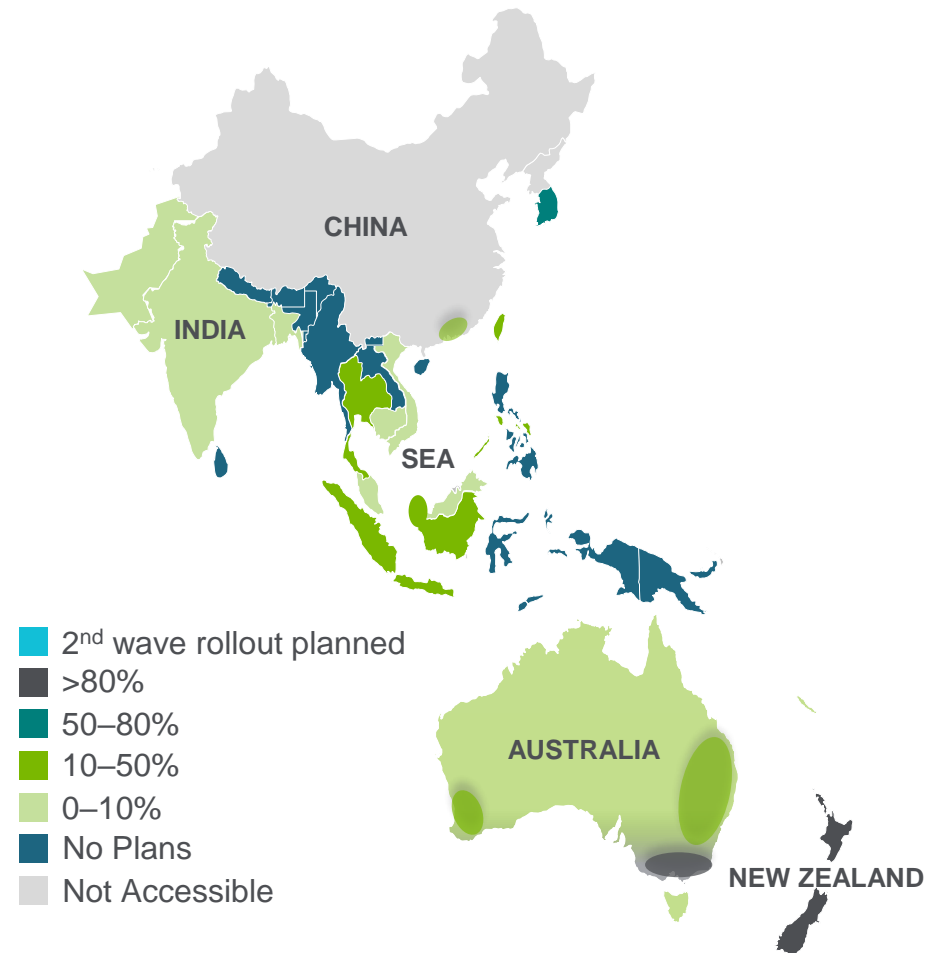 CHINA
INDIA
SEA
2nd wave rollout planned
>80%
50–80%
10–50%
0–10%
No Plans
Not Accessible
AUSTRALIA
NEW ZEALAND